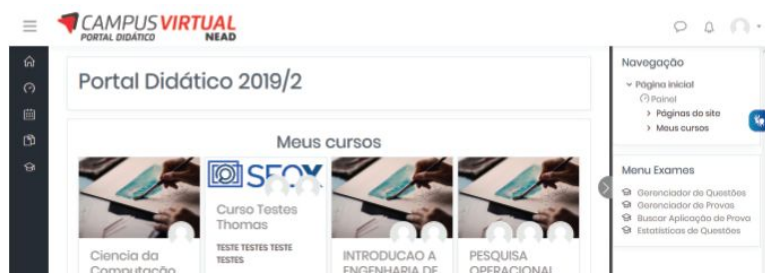 CAMPUS VIRTUAL
PORTAL DIDÁTICO NEAD
Portal Didático 2019/2
Meus cursos
Ciencia da
Computação
Curso Testes
Thomas
TESTE TESTES TESTE
TESTES
INTRODUCAO A
ENGENHARIA DE
PESQUISA
OPERACIONAL
Navegação
Página inicial
Painel
Páginas do site
Meus cursos
Menu Exames
Gerenciador de Questões
Gerenciador de Provas
Buscar Aplicação de Prova
Estatísticas de Questões